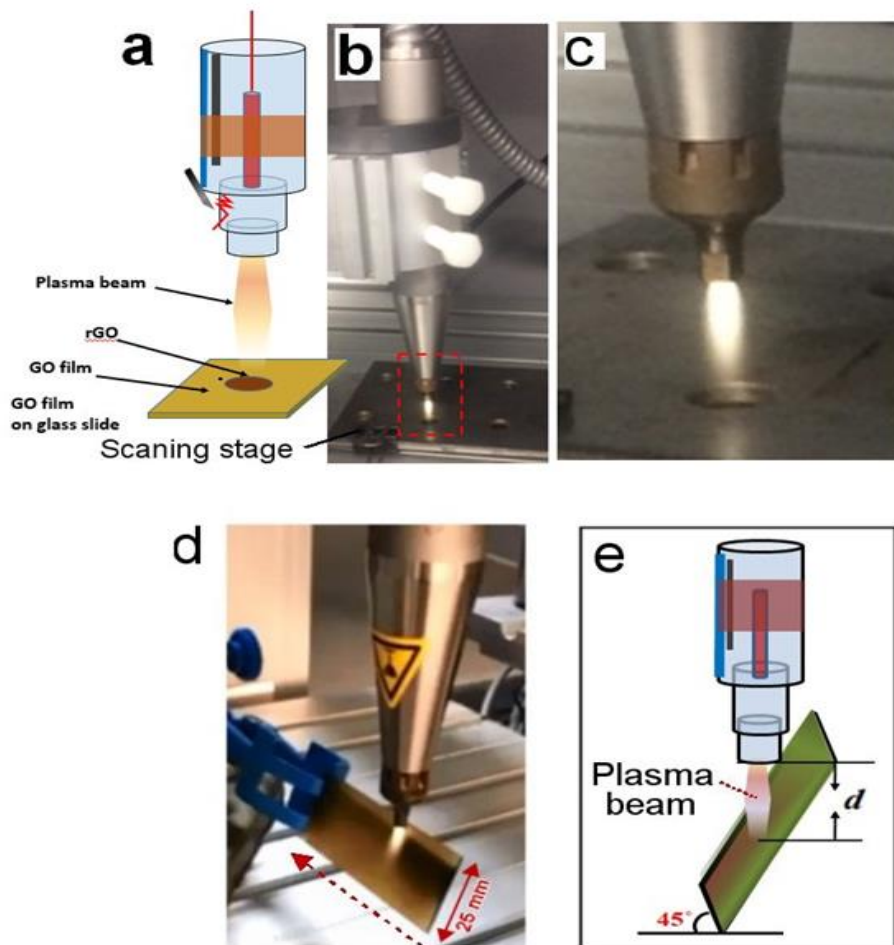 a
b
c
Plasma beam
rGO
GO film
GO film
on glass slide
Scaning stage
d
25 mm
e
Plasma
beam
d
45°